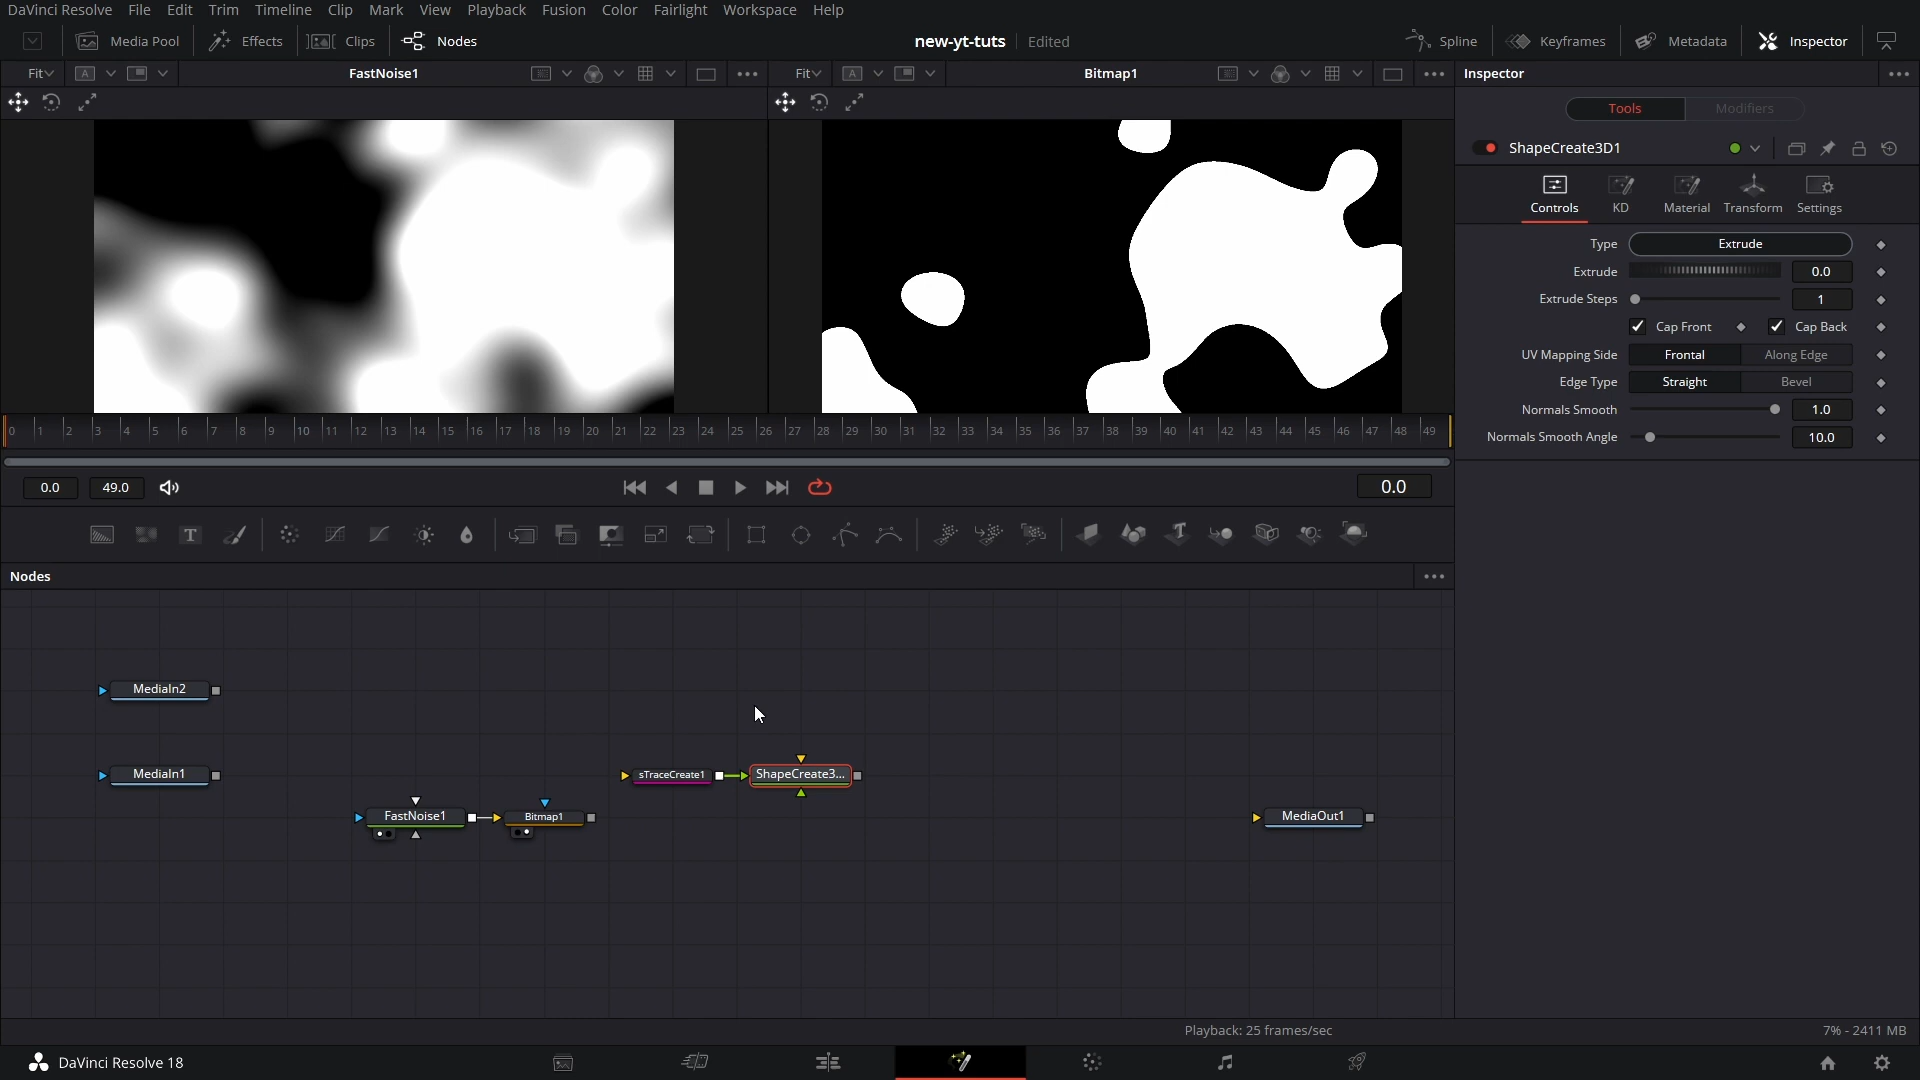 DaVinci Resolve File Edit Trim Timeline Clip Mark View Playback Fusion Color Fairlight Workspace Help
Media Pool Effects Clips Nodes new-yt-tuts Edited Spline Keyframes Metadata Inspector
Fit A FastNoise1 Fit A Bitmap1 Inspector
Tools Modifiers
ShapeCreate3D1
Controls KD Material Transform Settings
Type Extrude
Extrude 0.0
Extrude Steps 1
Cap Front Cap Back
UV Mapping Side Frontal Along Edge
Edge Type Straight Bevel
Normals Smooth 1.0
Normals Smooth Angle 10.0
0 1 2 3 4 5 6 7 8 9 10 11 12 13 14 15 16 17 18 19 20 21 22 23 24 25 26 27 28 29 30 31 32 33 34 35 36 37 38 39 40 41 42 43 44 45 46 47 48 49
0.0 49.0 0.0
T T
Nodes
MediaIn2
MediaIn1 sTraceCreate1 ShapeCreate3...
FastNoise1 Bitmap1 MediaOut1
Playback: 25 frames/sec 7% - 2411 MB
DaVinci Resolve 18